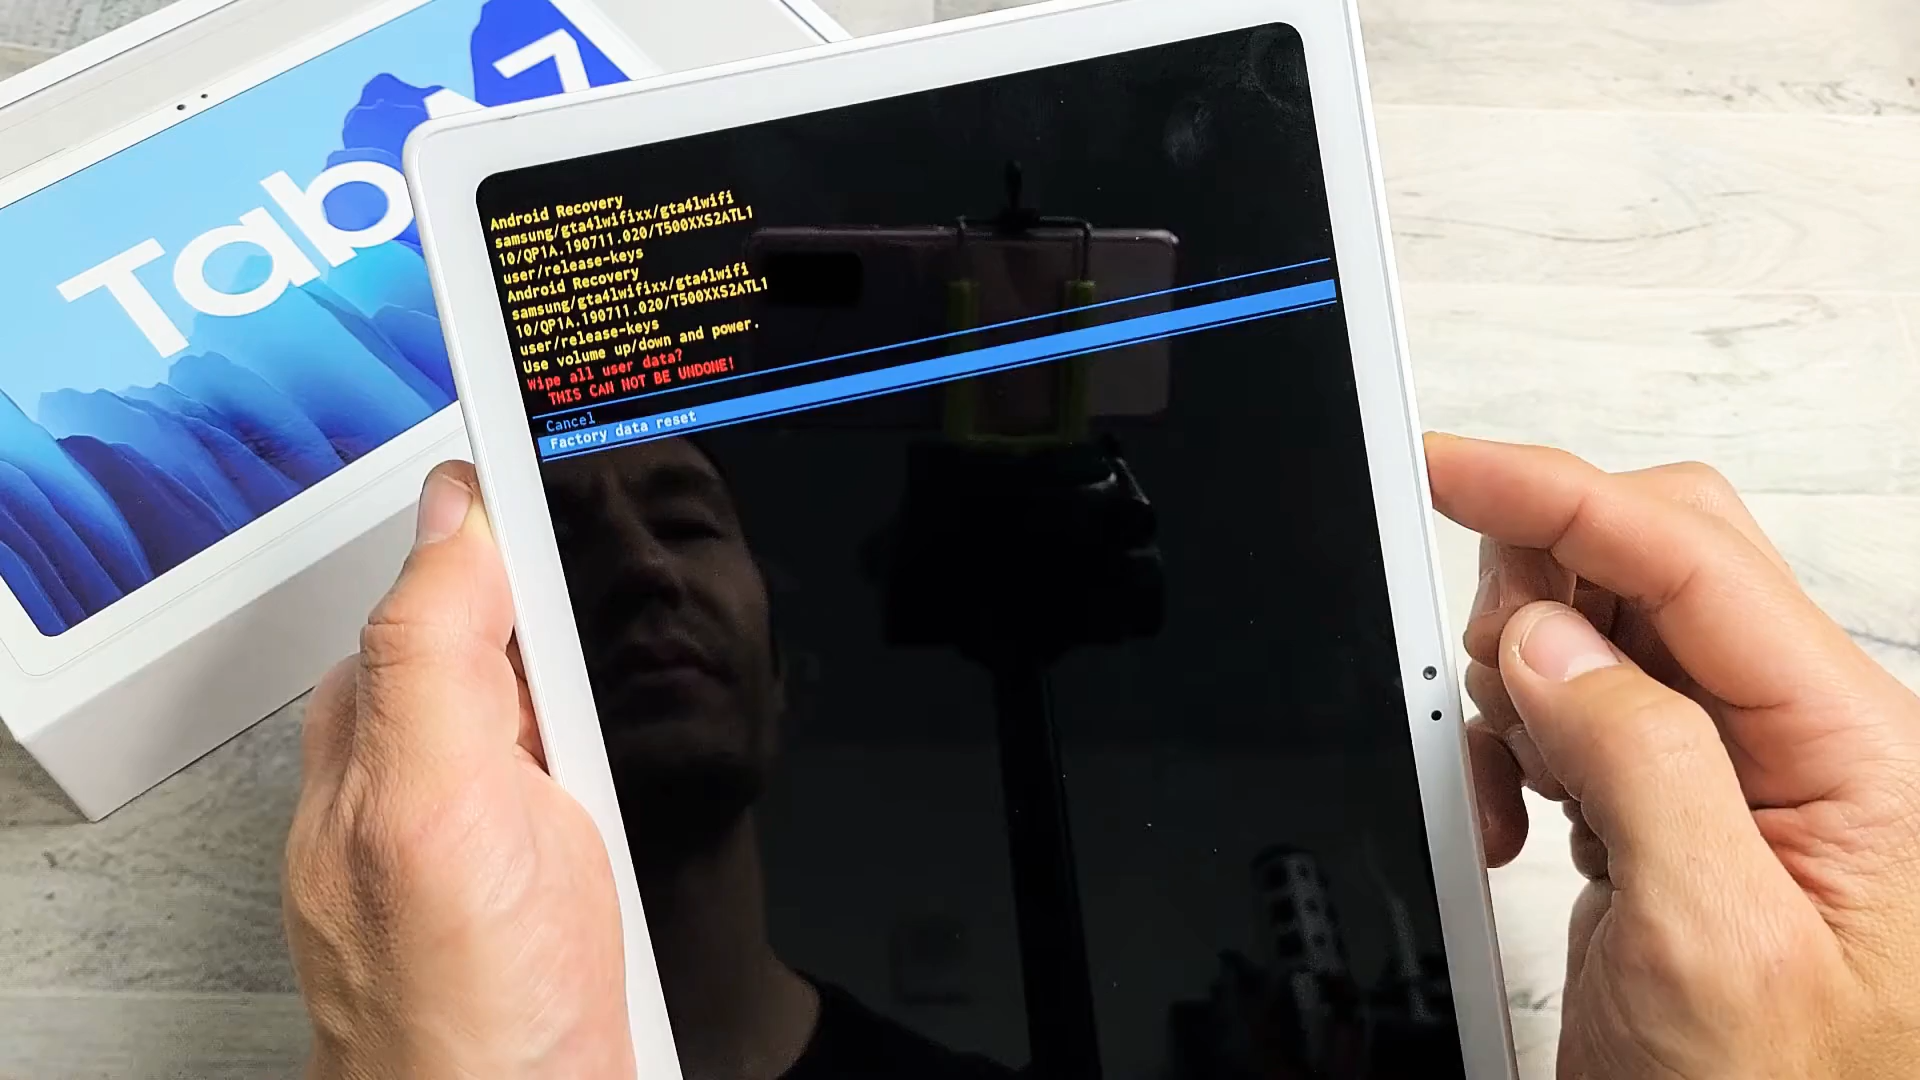 Tab A7
Android Recovery
samsung/gta4lwifixx/gta4lwifi
10/QP1A.190711.020/T500XXS2ATL1
user/release-keys
Android Recovery
samsung/gta4lwifixx/gta4lwifi
10/QP1A.190711.020/T500XXS2ATL1
user/release-keys
Use volume up/down and power.
Wipe all user data?
THIS CAN NOT BE UNDONE!
Cancel
Factory data reset